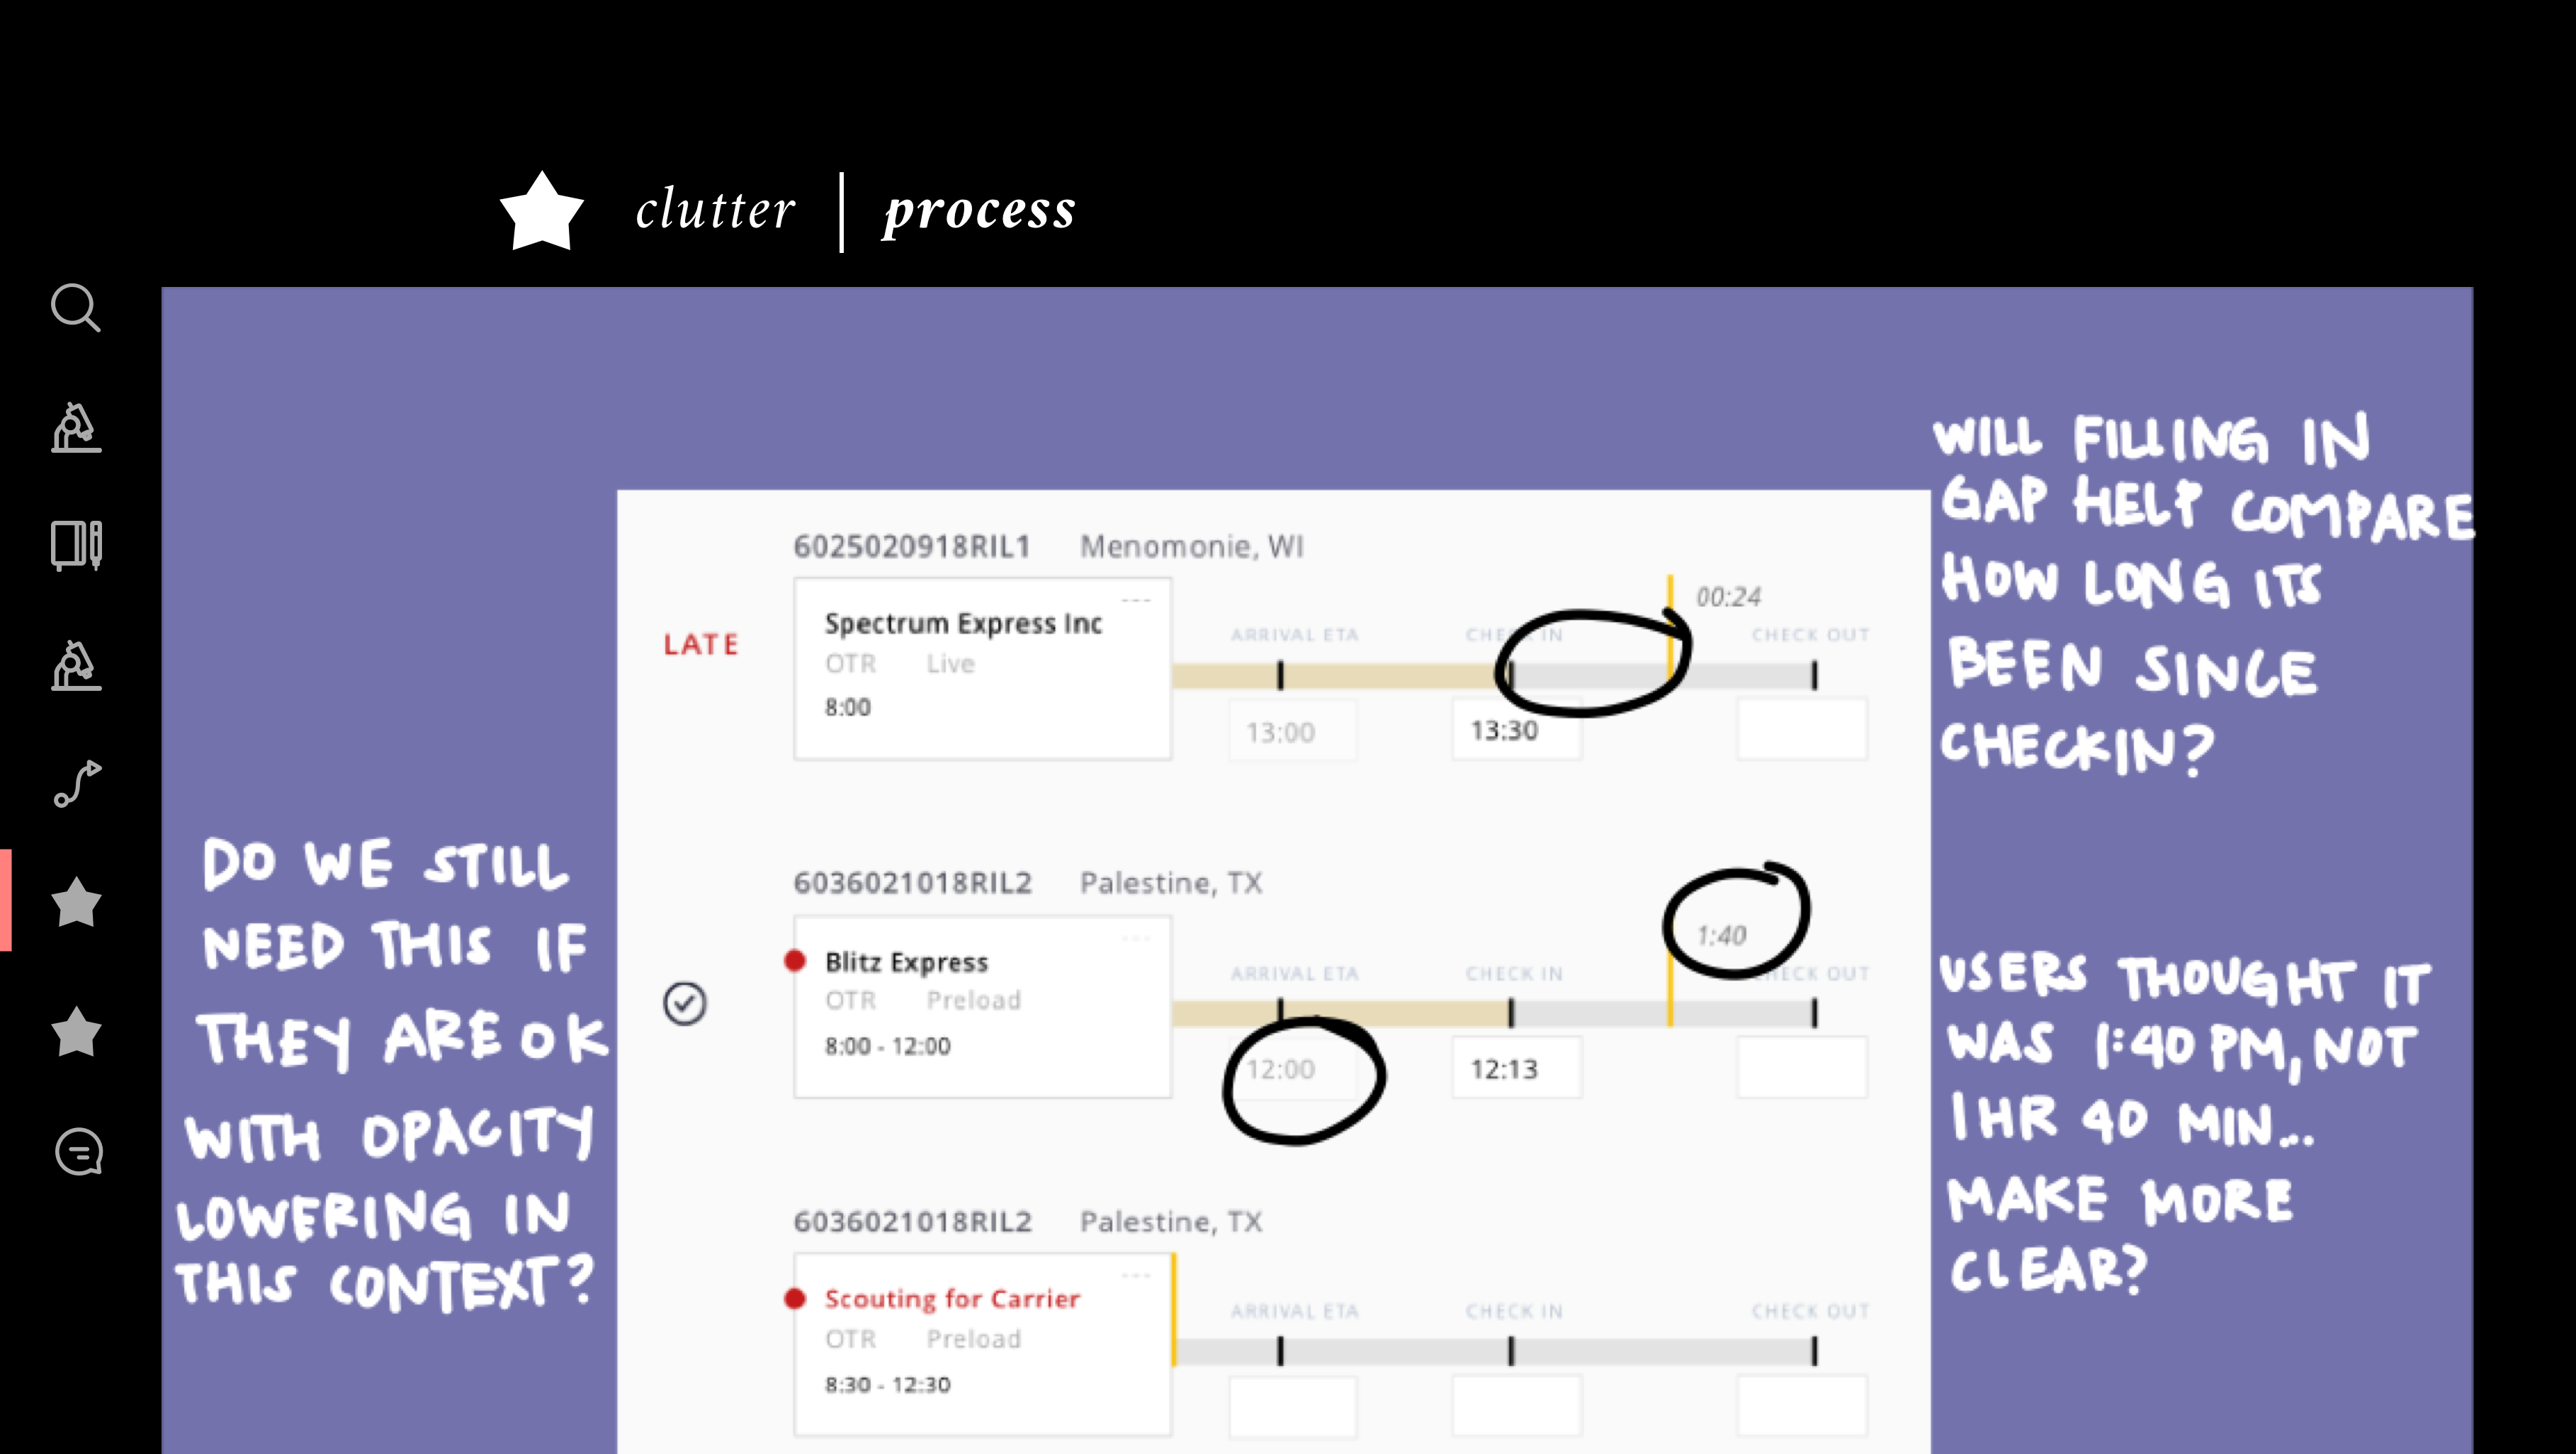 clutter | process
WILL FILLING IN
GAP HELP COMPARE
HOW LONG ITS
BEEN SINCE
CHECKIN?
6025020918RIL1 Menomonie, WI
LATE
Spectrum Express Inc
---
OTR Live
8:00
00:24
ARRIVAL ETA CHECK IN CHECK OUT
13:00 13:30
DO WE STILL
NEED THIS IF
THEY ARE OK
WITH OPACITY
LOWERING IN
THIS CONTEXT?
6036021018RIL2 Palestine, TX
---
Blitz Express
OTR Preload
8:00 - 12:00
1:40
ARRIVAL ETA CHECK IN CHECK OUT
12:00 12:13
USERS THOUGHT IT
WAS 1:40 PM, NOT
1 HR 40 MIN...
MAKE MORE
CLEAR?
6036021018RIL2 Palestine, TX
---
Scouting for Carrier
OTR Preload
8:30 - 12:30
ARRIVAL ETA CHECK IN CHECK OUT